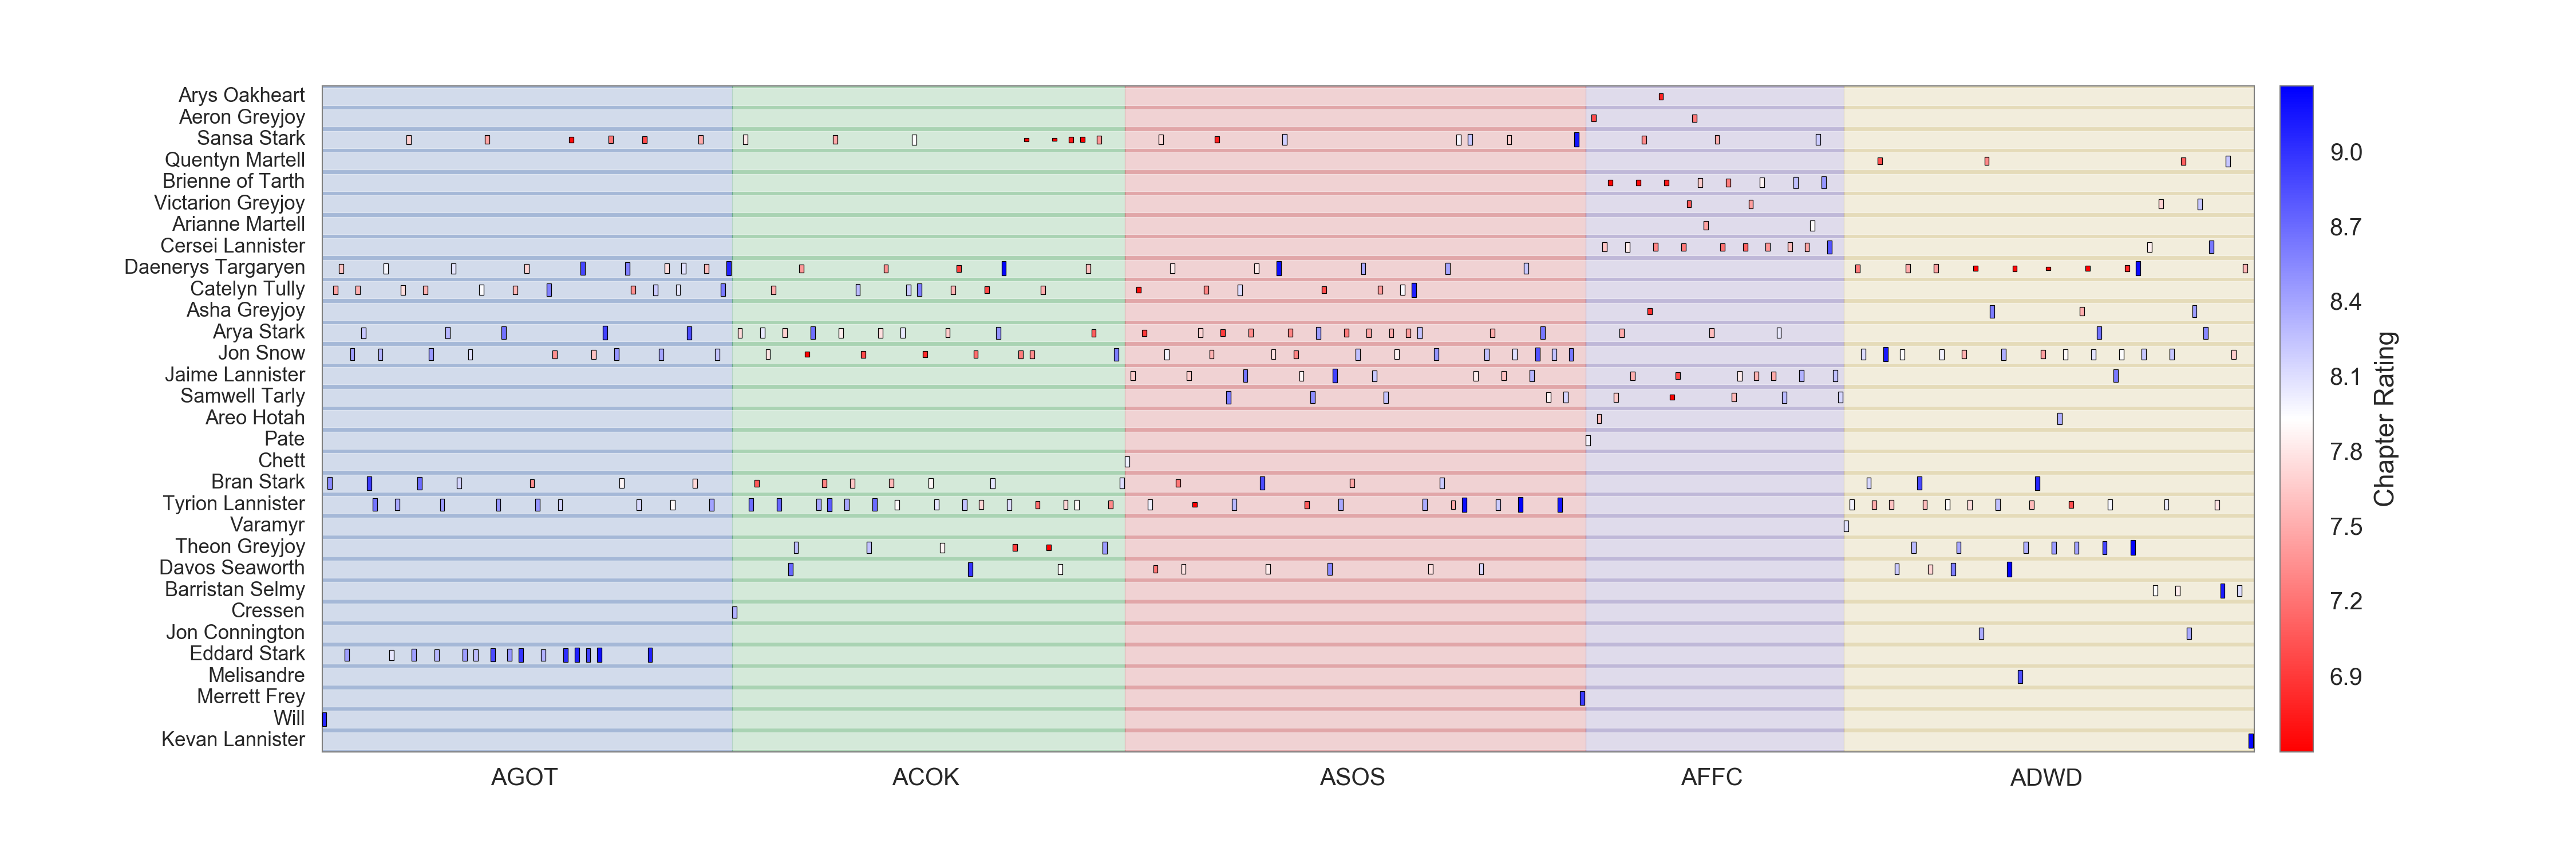 Arys Oakheart
Aeron Greyjoy
Sansa Stark
Quentyn Martell
Brienne of Tarth
Victarion Greyjoy
Arianne Martell
Cersei Lannister
Daenerys Targaryen
Catelyn Tully
Asha Greyjoy
Arya Stark
Jon Snow
Jaime Lannister
Samwell Tarly
Areo Hotah
Pate
Chett
Bran Stark
Tyrion Lannister
Varamyr
Theon Greyjoy
Davos Seaworth
Barristan Selmy
Cressen
Jon Connington
Eddard Stark
Melisandre
Merrett Frey
Will
Kevan Lannister
AGOT
ACOK
ASOS
AFFC
ADWD
9.0
8.7
8.4
8.1
7.8
7.5
7.2
6.9
Chapter Rating